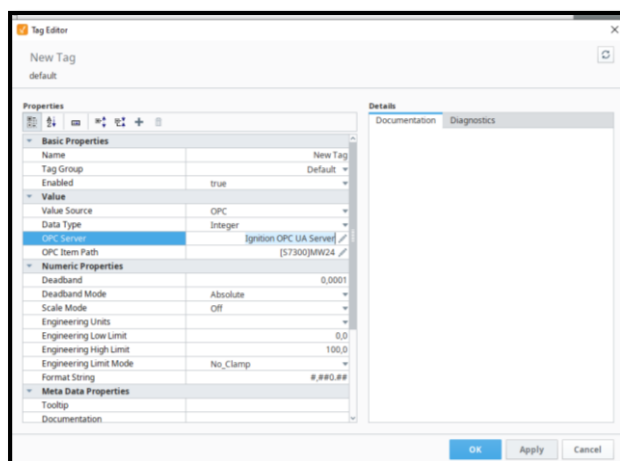 Tag Editor
New Tag
default
Properties
Details
Documentation Diagnostics
Basic Properties
Name New Tag
Tag Group Default
Enabled true
Value
Value Source OPC
Data Type Integer
OPC Server Ignition OPC UA Server
OPC Item Path [S7300]MW24
Numeric Properties
Deadband 0,0001
Deadband Mode Absolute
Scale Mode Off
Engineering Units
Engineering Low Limit 0,0
Engineering High Limit 100,0
Engineering Limit Mode No_Clamp
Format String #,##0.##
Meta Data Properties
Tooltip
Documentation
OK Apply Cancel